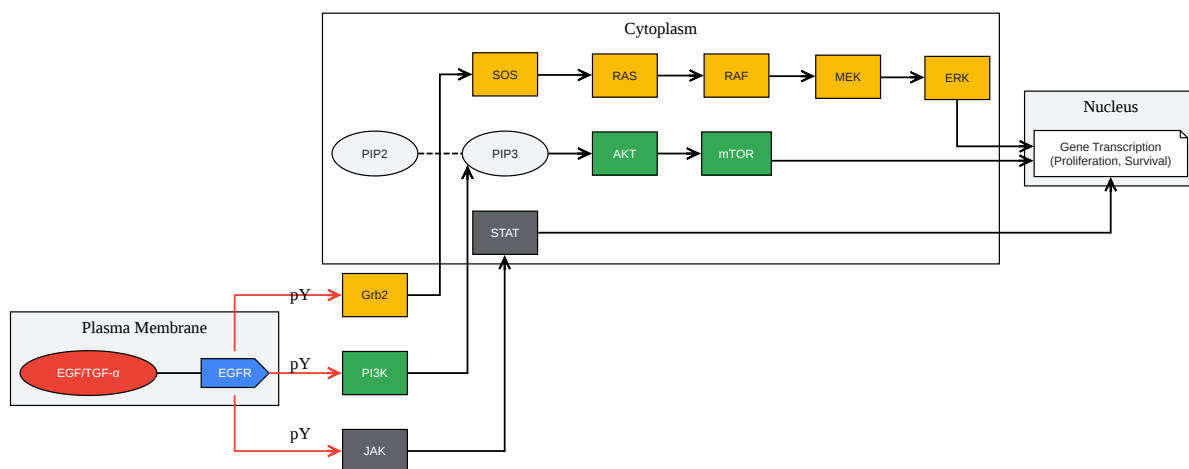 Cytoplasm
SOS
RAS
RAF
MEK
ERK
Nucleus
Gene Transcription
(Proliferation, Survival)
PIP2
PIP3
AKT
mTOR
STAT
pY
Grb2
Plasma Membrane
EGF/TGF-α
EGFR
pY
PI3K
pY
JAK